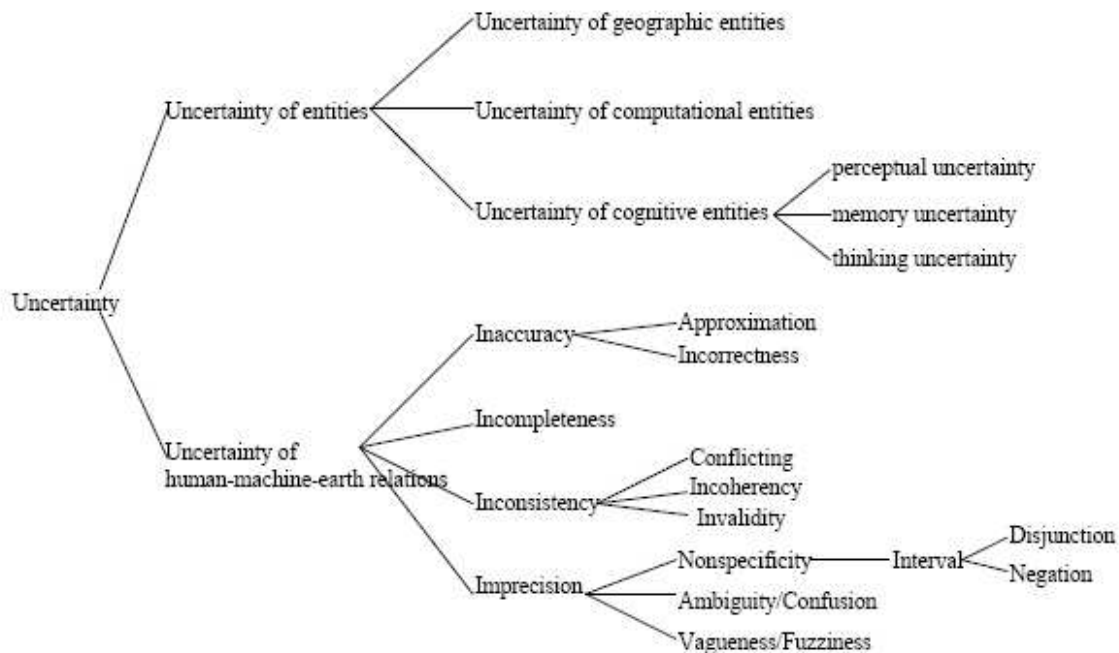 Uncertainty of geographic entities
Uncertainty of entities
Uncertainty of computational entities
perceptual uncertainty
Uncertainty of cognitive entities
memory uncertainty
thinking uncertainty
Uncertainty
Inaccuracy
Approximation
Incorrectness
Incompleteness
Uncertainty of
human-machine-earth relations
Conflicting
Inconsistency
Incoherency
Invalidity
Imprecision
Nonspecificity
Interval
Disjunction
Negation
Ambiguity/Confusion
Vagueness/Fuzziness